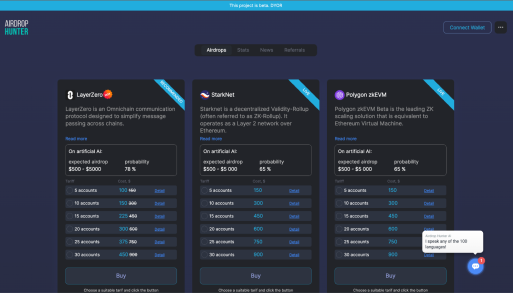 This project is beta. DYOR
AIRDROP
HUNTER
Connect Wallet
Airdrops Stats News Referrals
RECOMMENDED
LayerZero
LayerZero is an Omnichain communication
protocol designed to simplify message
passing across chains.
Read more
On artificial AI:
expected airdrop probability
$500 - $5000 78 %
Tariff Cost, $
5 accounts 100 150 Detail
10 accounts 150 300 Detail
15 accounts 225 450 Detail
20 accounts 300 600 Detail
25 accounts 375 750 Detail
30 accounts 400 Detail
Buy
Choose a suitable tarif and click the button
LIVE
StarkNet
Starknet is a decentralized Validity-Rollup
(often referred to as ZK-Rollup). It
operates as a Layer 2 network over
Ethereum.
Read more
On artificial AI:
expected airdrop probability
$500 - $5 000 65 %
Tariff Cost, $
5 accounts 150 Detail
10 accounts 300 Detail
15 accounts 450 Detail
20 accounts 600 Detail
25 accounts 750 Detail
30 accounts 900 Detail
Buy
Choose a suitable tarif and click the button
LIVE
Polygon zkEVM
Polygon zkEVM Beta is the leading ZK
scaling solution that is equivalent to
Ethereum Virtual Machine.
Read more
On artificial AI:
expected airdrop probability
$500 - $5 000 65 %
Tariff Cost, $
5 accounts 150 Detail
10 accounts 300 Detail
15 accounts 450 Detail
20 accounts 600 Detail
25 accounts 750 Detail
30 accounts 900 Detail
Buy
Choose a suitable tarif and click the button
Airdrop Hunter AI
I speak any of the 109
languages!
1